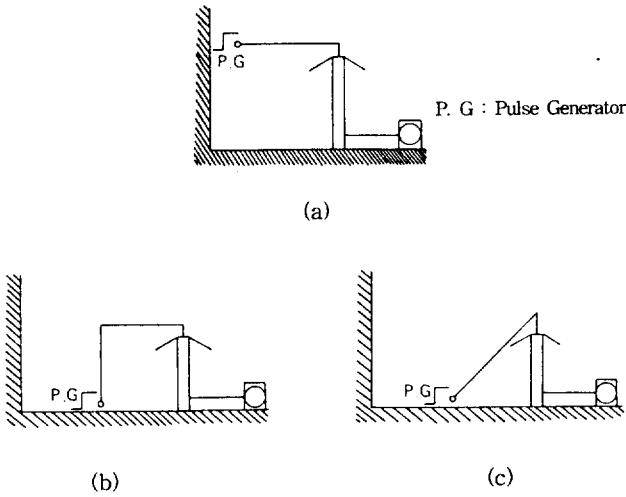 P.G
P. G : Pulse Generator
(a)
P.G
P.G
(b)
(c)